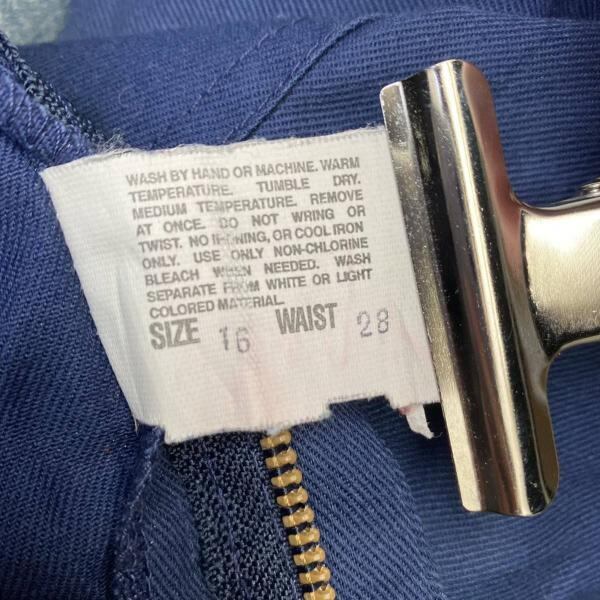 WASH BY HAND OR MACHINE. WARM
TEMPERATURE. TUMBLE DRY.
MEDIUM TEMPERATURE. REMOVE
AT ONCE. DO NOT WRING OR
TWIST. NO IRONING, OR COOL IRON
ONLY. USE ONLY NON-CHLORINE
BLEACH WHEN NEEDED. WASH
SEPARATE FROM WHITE OR LIGHT
COLORED MATERIAL
SIZE 16 WAIST 28